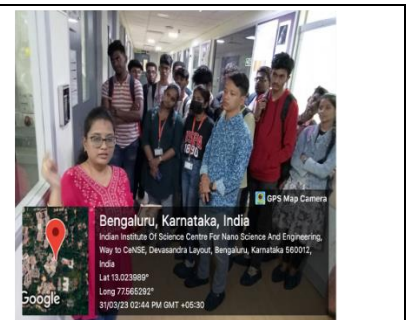 GPS Map Camera
Bengaluru, Karnataka, India
Indian Institute Of Science Centre For Nano Science And Engineering,
Way to CeNSE, Devasandra Layout, Bengaluru, Karnataka 560012,
India
Lat 13.023989°
Long 77.565292°
31/03/23 02:44 PM GMT +05:30
Google